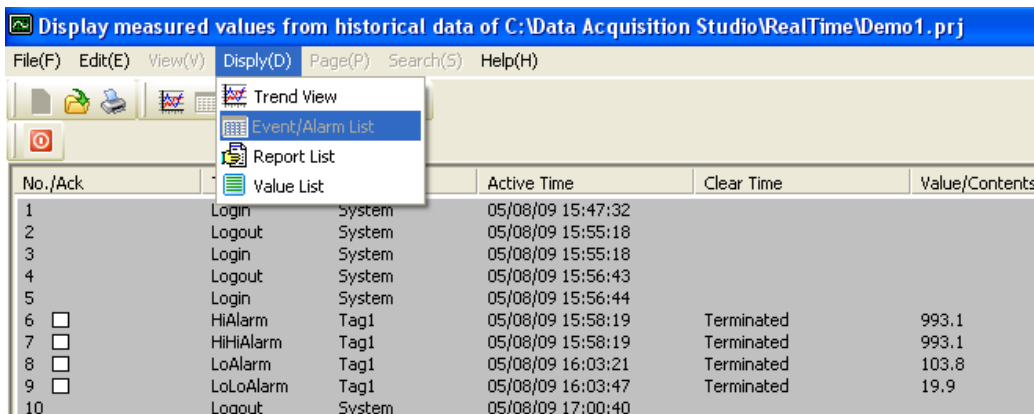 Display measured values from historical data of C:\Data Acquisition Studio\RealTime\Demo1.prj
File(F) Edit(E) View(V) Disply(D) Page(P) Search(S) Help(H)
Trend View
Event/Alarm List
Report List
Value List
No./Ack Active Time Clear Time Value/Contents
1 Login System 05/08/09 15:47:32
2 Logout System 05/08/09 15:55:18
3 Login System 05/08/09 15:55:18
4 Logout System 05/08/09 15:56:43
5 Login System 05/08/09 15:56:44
6 HiAlarm Tag1 05/08/09 15:58:19 Terminated 993.1
7 HiHiAlarm Tag1 05/08/09 15:58:19 Terminated 993.1
8 LoAlarm Tag1 05/08/09 16:03:21 Terminated 103.8
9 LoLoAlarm Tag1 05/08/09 16:03:47 Terminated 19.9
10 Logout System 05/08/09 17:00:40